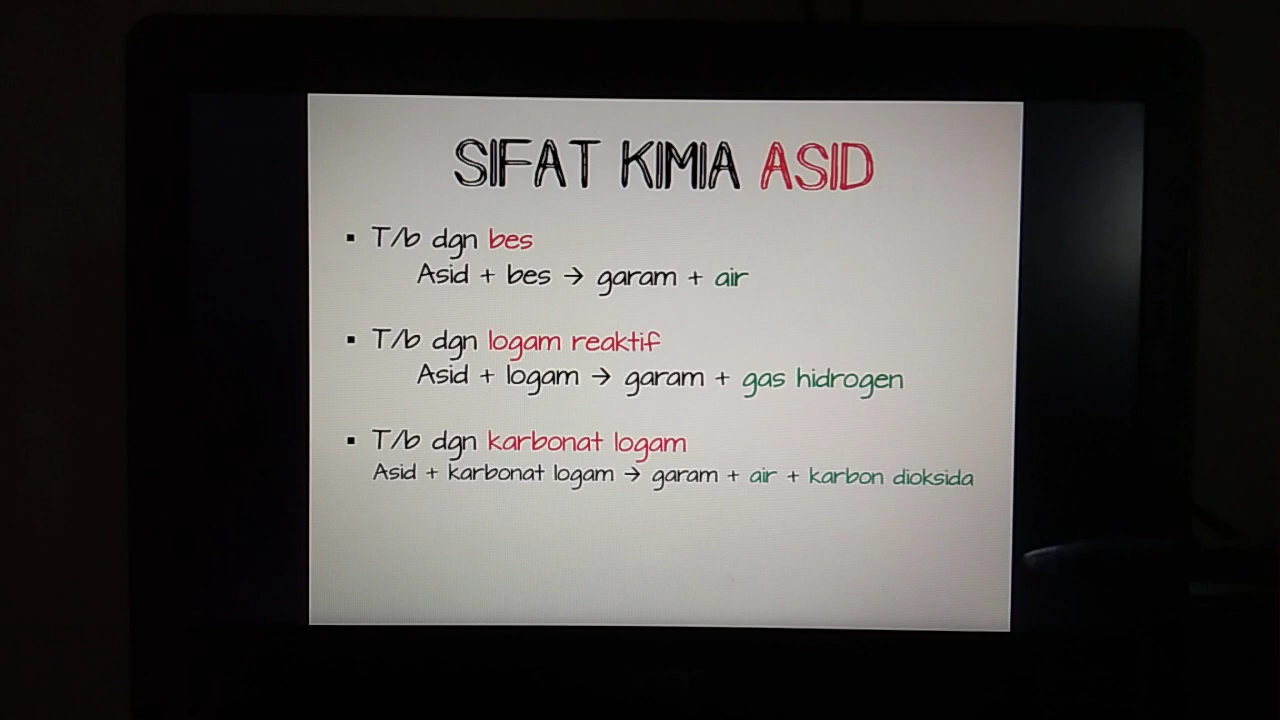 SIFAT KIMIA ASID
▪ T/b dgn bes
Asid + bes → garam + air
▪ T/b dgn logam reaktif
Asid + logam → garam + gas hidrogen
▪ T/b dgn karbonat logam
Asid + karbonat logam → garam + air + karbon dioksida